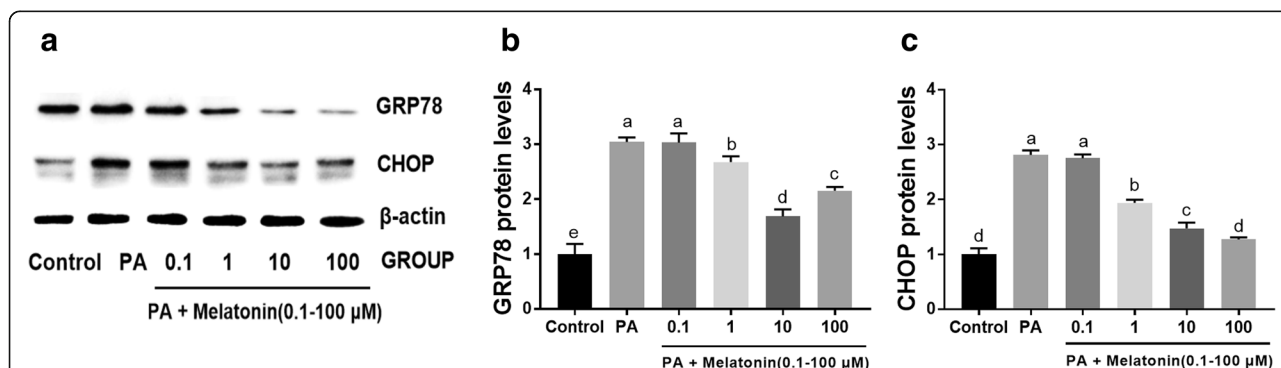 a
GRP78
CHOP
β-actin
Control PA 0.1 1 10 100 GROUP
PA + Melatonin(0.1-100 μM)
b
GRP78 protein levels
4
3
2
1
0
e
a
a
b
d
c
Control PA 0.1 1 10 100
PA + Melatonin(0.1-100 μM)
c
CHOP protein levels
4
3
2
1
0
d
a
a
b
c
d
Control PA 0.1 1 10 100
PA + Melatonin(0.1-100 μM)